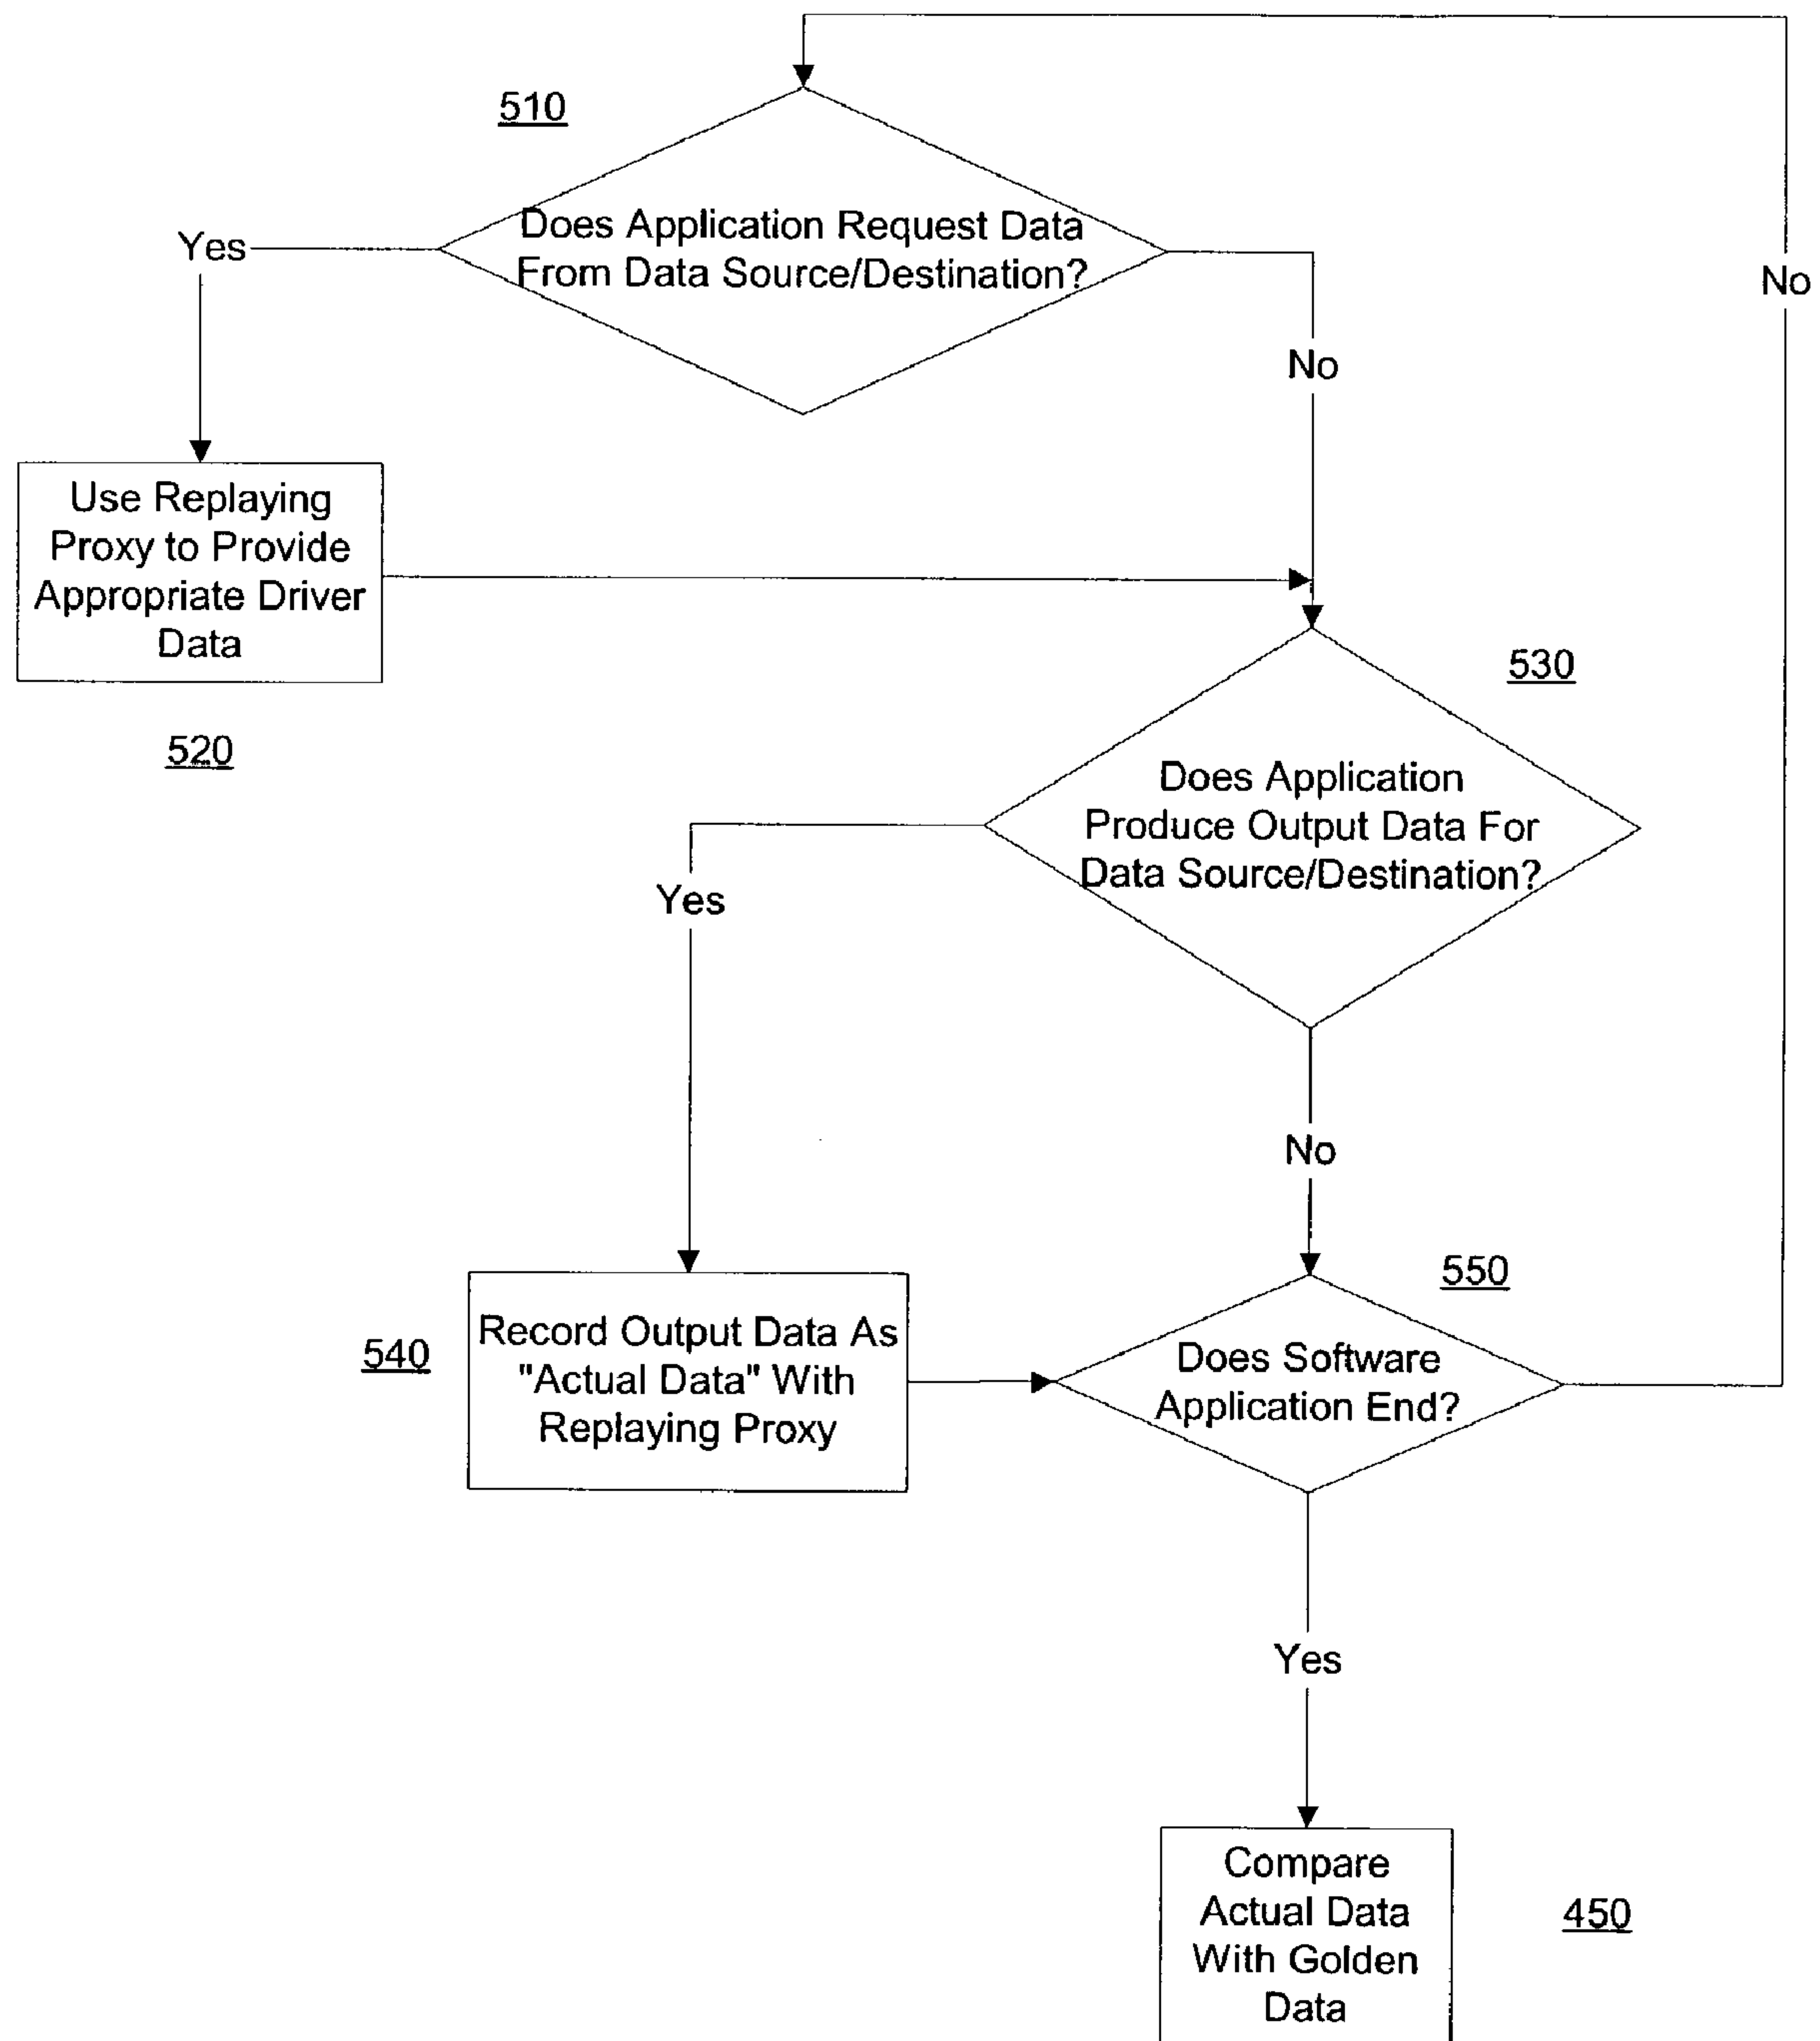 510
Does Application Request Data
From Data Source/Destination?
Yes
No
No
Use Replaying
Proxy to Provide
Appropriate Driver
Data
520
530
Does Application
Produce Output Data For
Data Source/Destination?
Yes
No
540
Record Output Data As
"Actual Data" With
Replaying Proxy
550
Does Software
Application End?
Yes
Compare
Actual Data
With Golden
Data
450